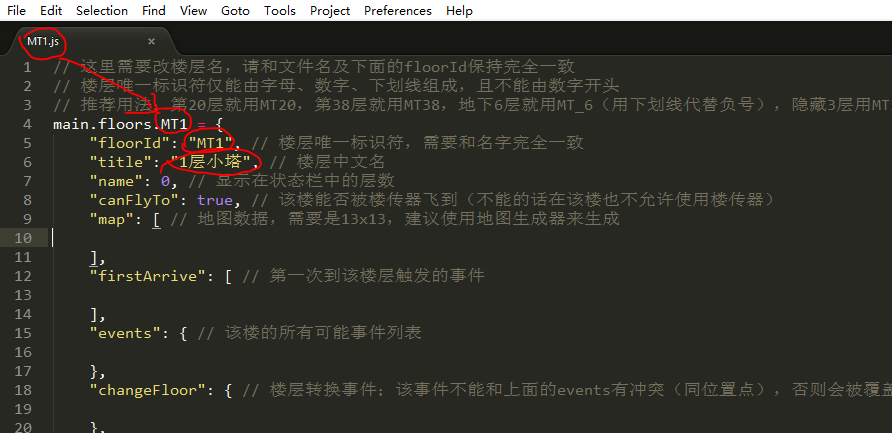 File Edit Selection Find View Goto Tools Project Preferences Help
MT1.js ×
1 // 这里需要改楼层名，请和文件名及下面的floorId保持完全一致
2 // 楼层唯一标识符仅能由字母、数字、下划线组成，且不能由数字开头
3 // 推荐用法：第20层就用MT20，第38层就用MT38，地下6层就用MT_6（用下划线代替负号），隐藏3层用MT
4 main.floors.MT1 = {
5 "floorId": "MT1", // 楼层唯一标识符，需要和名字完全一致
6 "title": "1层小塔", // 楼层中文名
7 "name": 0, // 显示在状态栏中的层数
8 "canFlyTo": true, // 该楼能否被楼传器飞到（不能的话在该楼也不允许使用楼传器）
9 "map": [ // 地图数据，需要是13x13，建议使用地图生成器来生成
10
11 ],
12 "firstArrive": [ // 第一次到该楼层触发的事件
13
14 ],
15 "events": { // 该楼的所有可能事件列表
16
17 },
18 "changeFloor": { // 楼层转换事件；该事件不能和上面的events有冲突（同位置点），否则会被覆盖
19
20 },